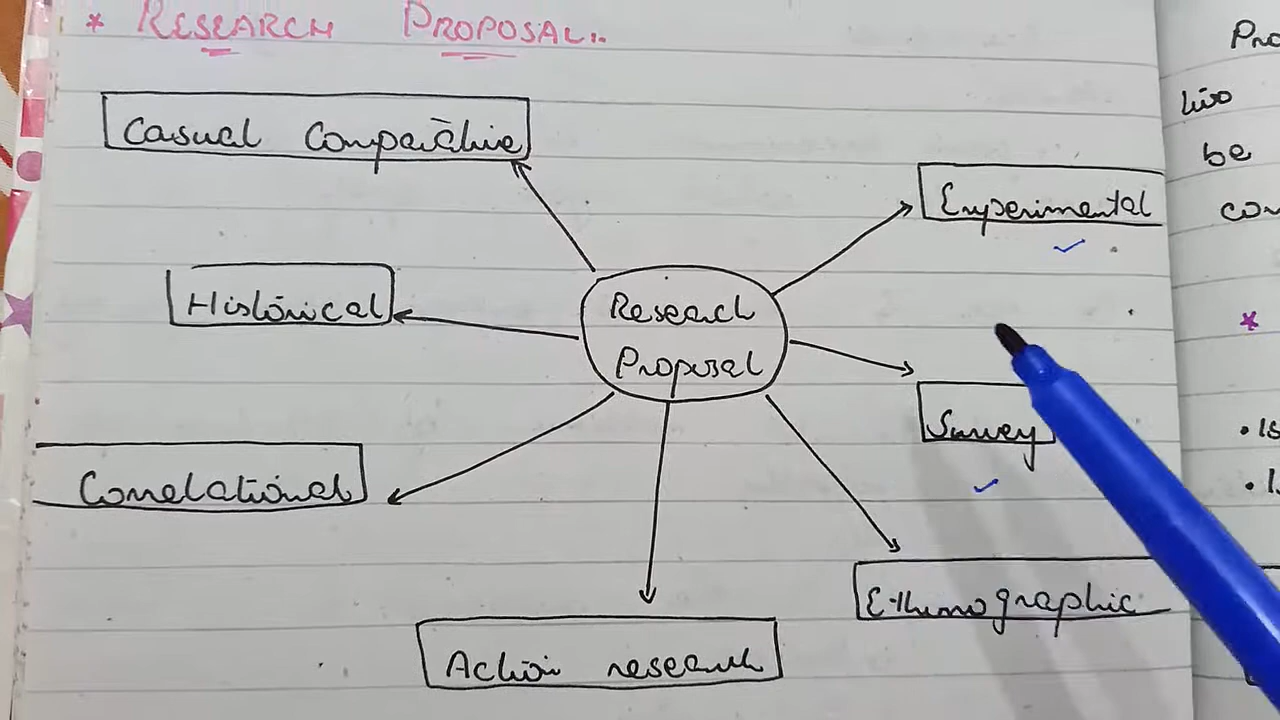 * RESEARCH PROPOSAL:.
Casual Comparative
Experimental
Historical
Research
Proposal
Survey
Correlational
Ethnographic
Action research
be